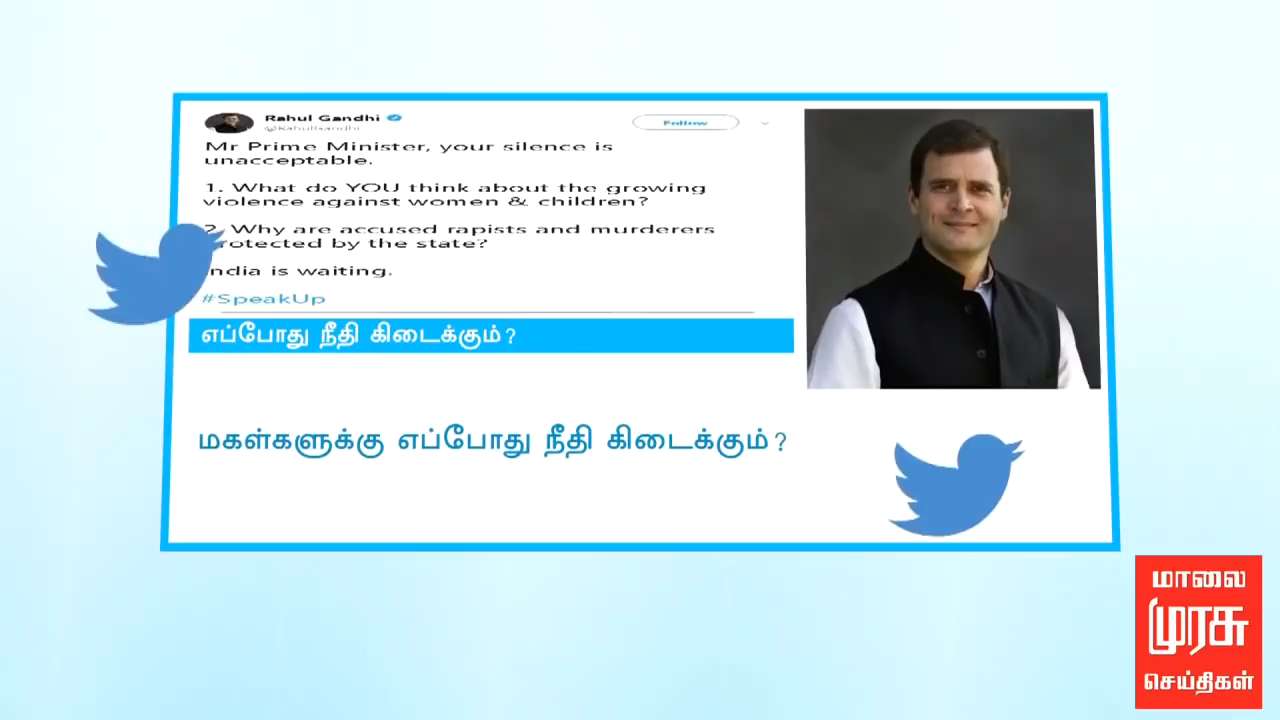 Rahul Gandhi
@RahulGandhi
Follow
Mr Prime Minister, your silence is
unacceptable.
1. What do YOU think about the growing
violence against women & children?
2. Why are accused rapists and murderers
protected by the state?
India is waiting.
#SpeakUp
எப்போது நீதி கிடைக்கும்?
மகள்களுக்கு எப்போது நீதி கிடைக்கும்?
மாலை
முரசு
செய்திகள்